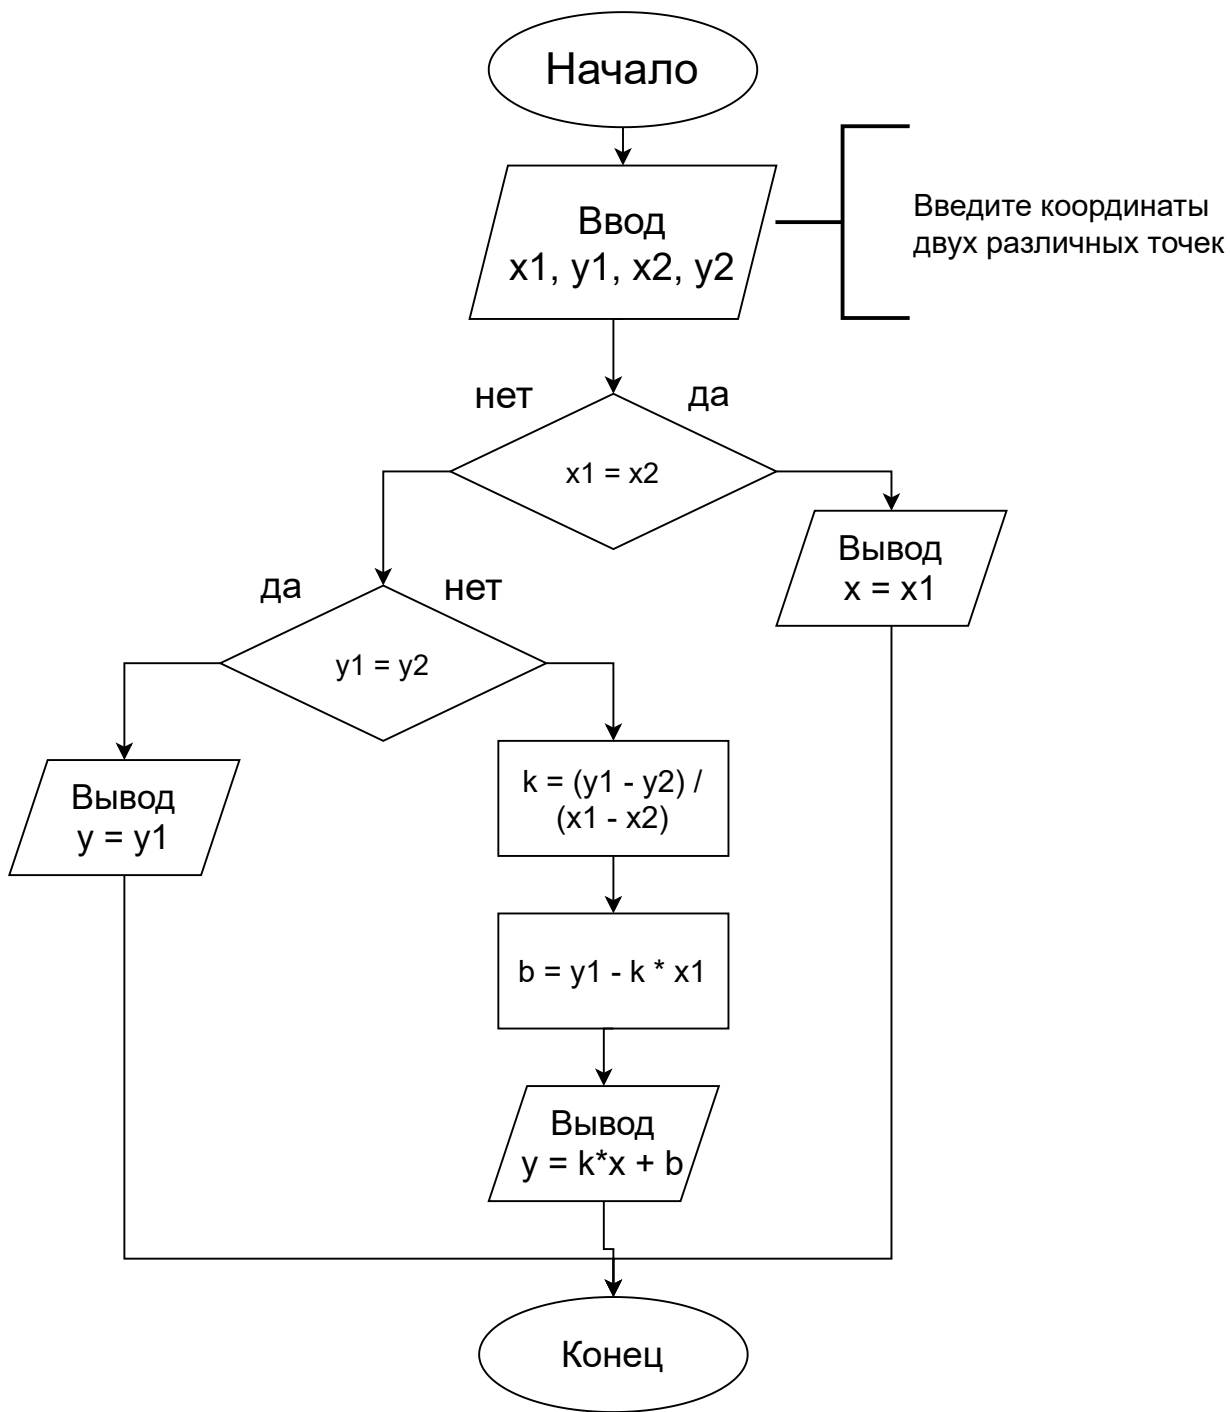 Начало
Ввод
x1, y1, x2, y2
Введите координаты
двух различных точек
нет
да
x1 = x2
Вывод
x = x1
да
нет
y1 = y2
Вывод
y = y1
k = (y1 - y2) /
(x1 - x2)
b = y1 - k * x1
Вывод
y = k*x + b
Конец